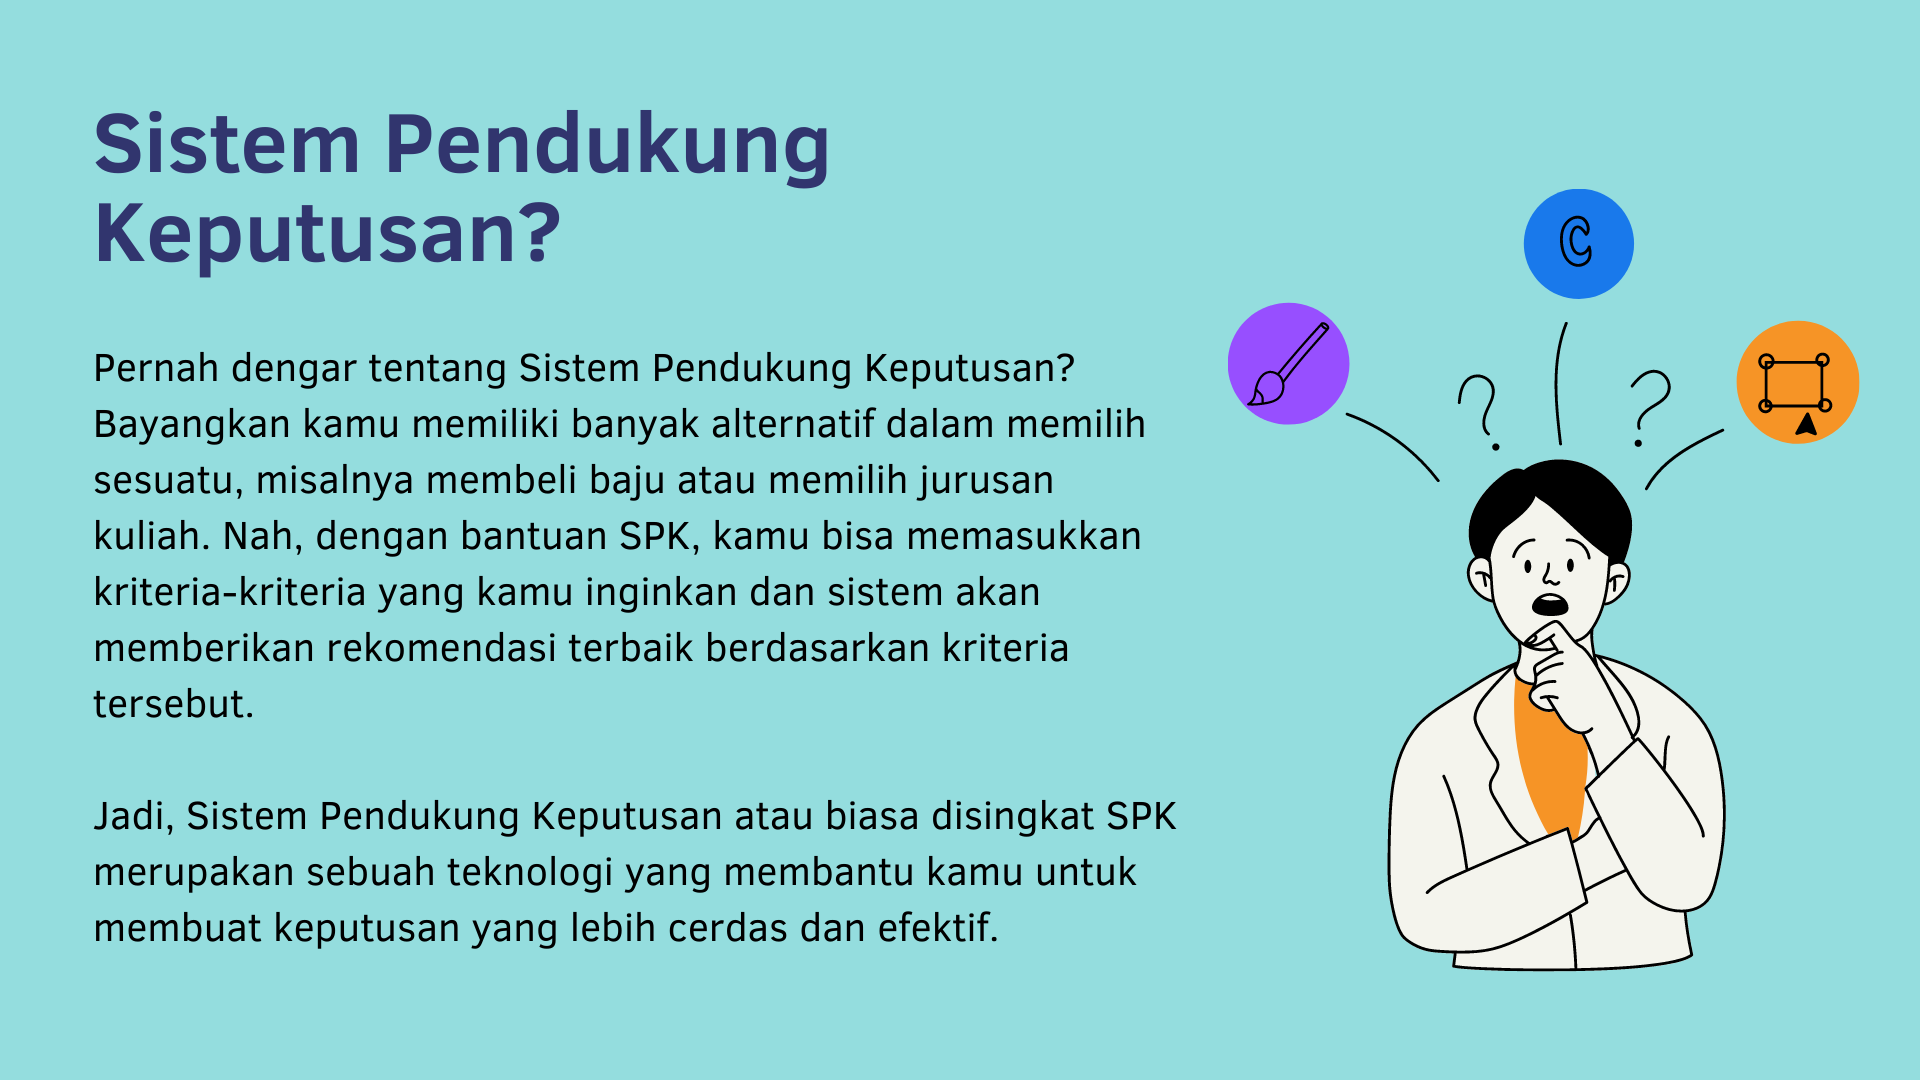 Sistem Pendukung
Keputusan?
Pernah dengar tentang Sistem Pendukung Keputusan?
Bayangkan kamu memiliki banyak alternatif dalam memilih
sesuatu, misalnya membeli baju atau memilih jurusan
kuliah. Nah, dengan bantuan SPK, kamu bisa memasukkan
kriteria-kriteria yang kamu inginkan dan sistem akan
memberikan rekomendasi terbaik berdasarkan kriteria
tersebut.
Jadi, Sistem Pendukung Keputusan atau biasa disingkat SPK
merupakan sebuah teknologi yang membantu kamu untuk
membuat keputusan yang lebih cerdas dan efektif.
C
? ?